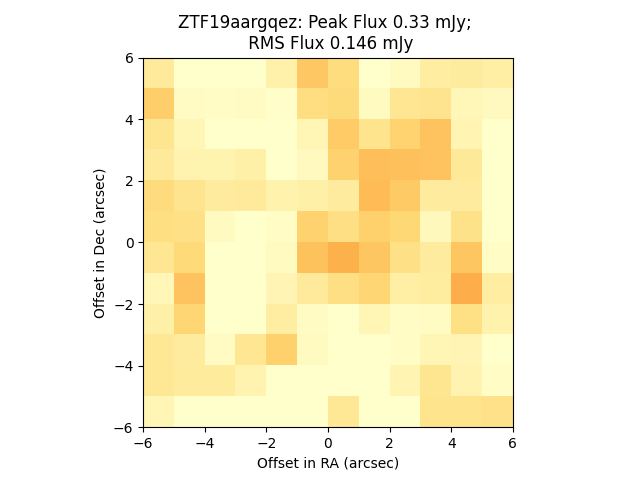 ZTF19aargqez: Peak Flux 0.33 mJy;
RMS Flux 0.146 mJy
6
4
2
0
−2
−4
−6
Offset in Dec (arcsec)
−6 −4 −2 0 2 4 6
Offset in RA (arcsec)